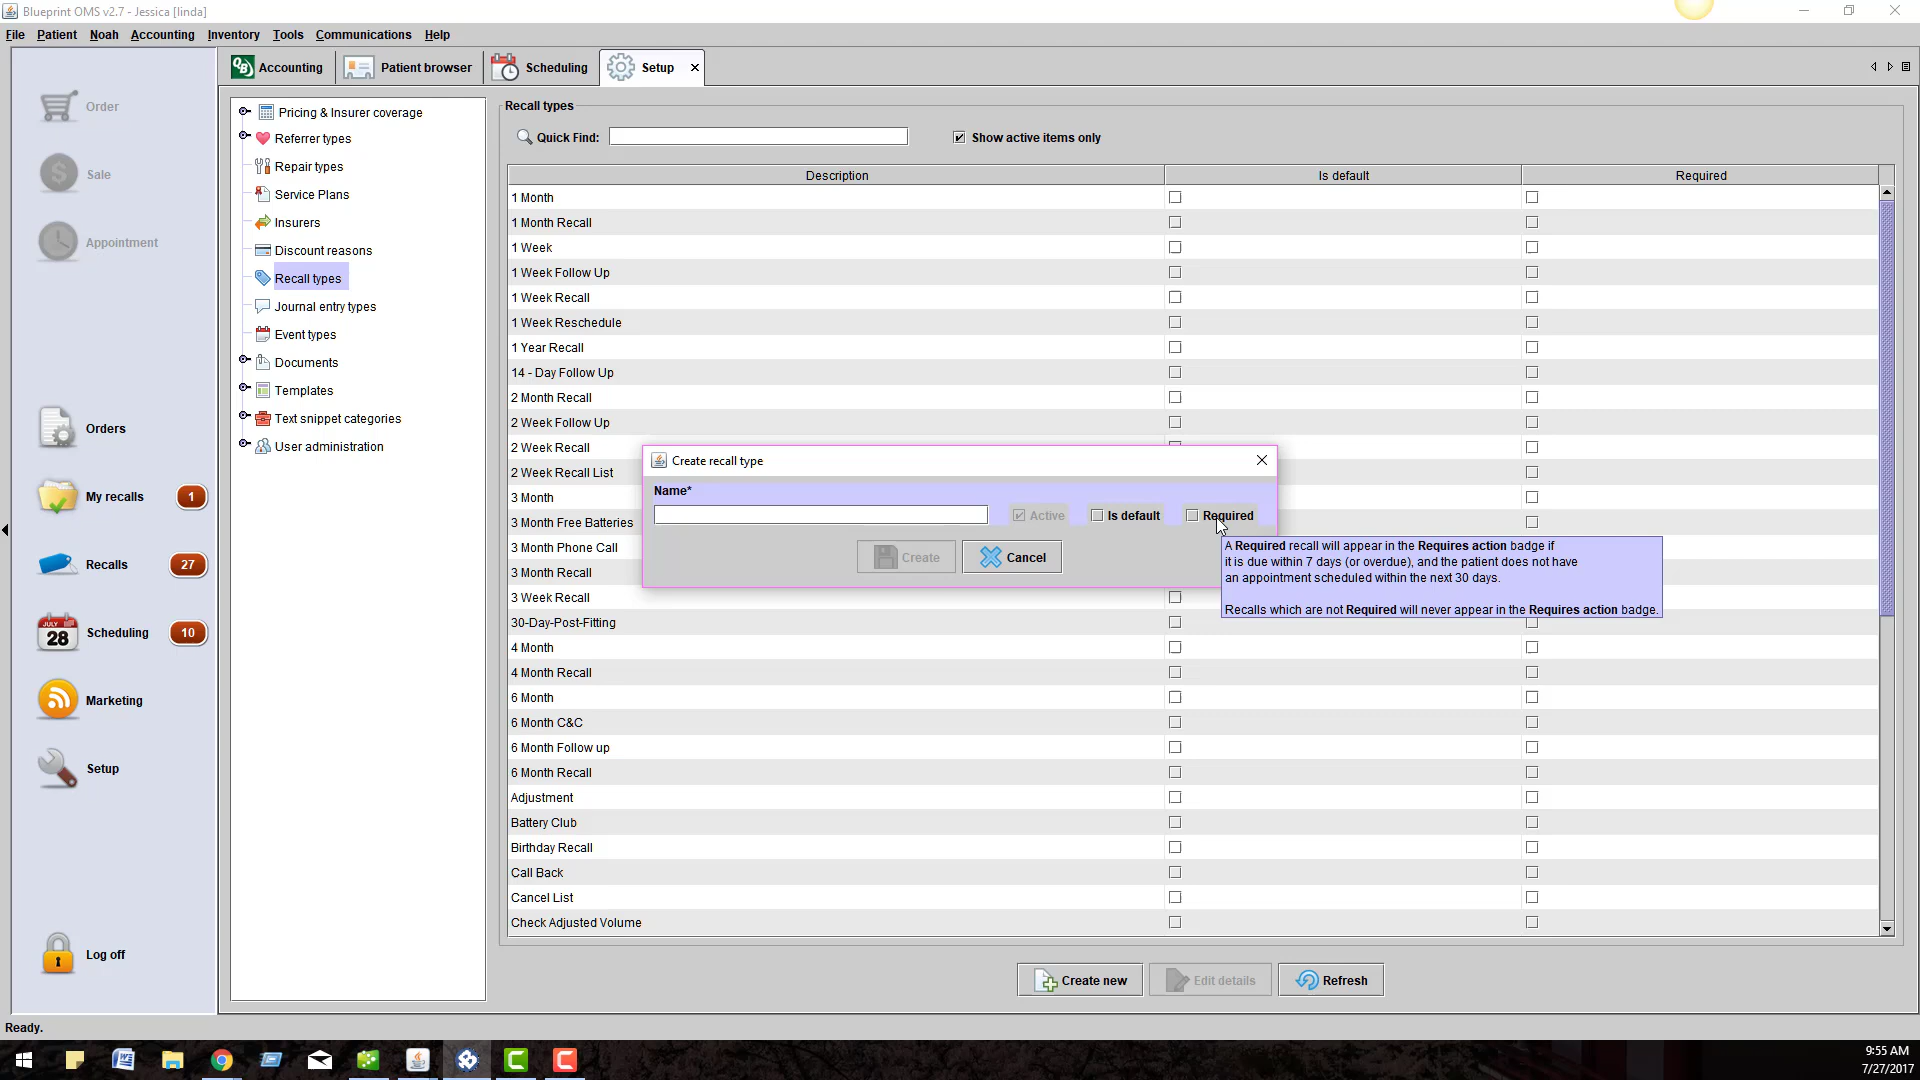 Blueprint OMS v2.7 - Jessica [linda]
File Patient Noah Accounting Inventory Tools Communications Help
Accounting Patient browser Scheduling Setup
Order
Sale
Appointment
Orders
My recalls 1
Recalls 27
JULY 28 Scheduling 10
Marketing
Setup
Log off
Pricing & Insurer coverage
Referrer types
Repair types
Service Plans
Insurers
Discount reasons
Recall types
Journal entry types
Event types
Documents
Templates
Text snippet categories
User administration
Recall types
Quick Find: Show active items only
Description Is default Required
1 Month
1 Month Recall
1 Week
1 Week Follow Up
1 Week Recall
1 Week Reschedule
1 Year Recall
14 - Day Follow Up
2 Month Recall
2 Week Follow Up
2 Week Recall
2 Week Recall List
3 Month
3 Month Free Batteries
3 Month Phone Call
3 Month Recall
3 Week Recall
30-Day-Post-Fitting
4 Month
4 Month Recall
6 Month
6 Month C&C
6 Month Follow up
6 Month Recall
Adjustment
Battery Club
Birthday Recall
Call Back
Cancel List
Check Adjusted Volume
Create recall type
Name*
Active Is default Required
Create Cancel
A Required recall will appear in the Requires action badge if
it is due within 7 days (or overdue), and the patient does not have
an appointment scheduled within the next 30 days.
Recalls which are not Required will never appear in the Requires action badge.
Create new Edit details Refresh
Ready.
9:55 AM
7/27/2017